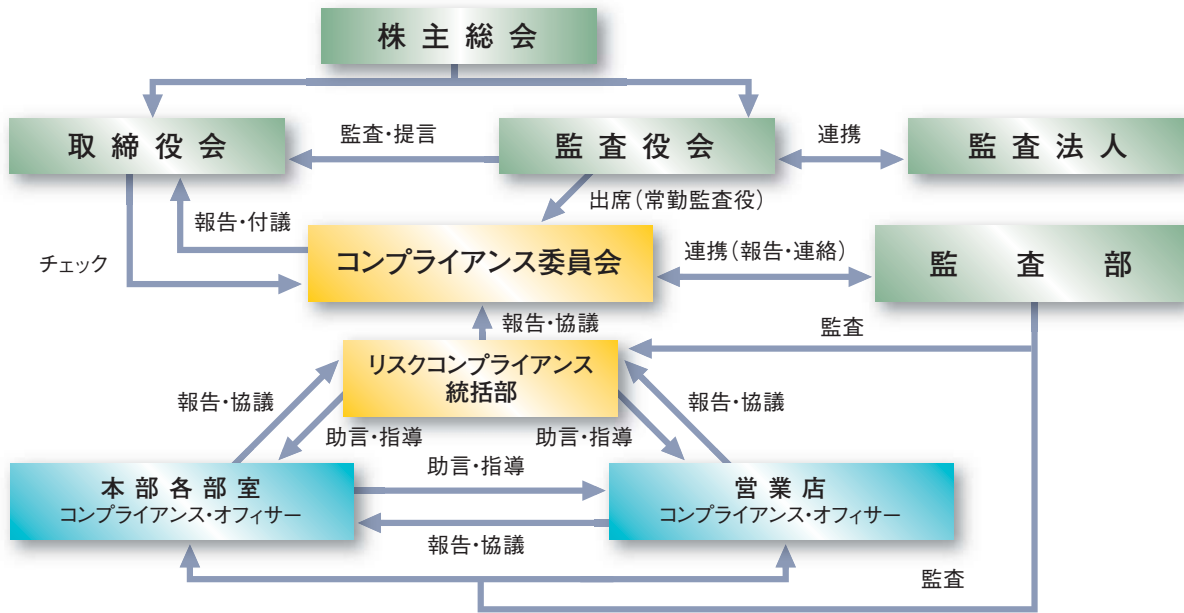 株主総会
取締役会
監査・提言
監査役会
連携
監査法人
報告・付議
出席(常勤監査役)
チェック
コンプライアンス委員会
連携(報告・連絡)
監査部
報告・協議
監査
リスクコンプライアンス
統括部
報告・協議
報告・協議
助言・指導
助言・指導
本部各部室
コンプライアンス・オフィサー
助言・指導
営業店
コンプライアンス・オフィサー
報告・協議
監査